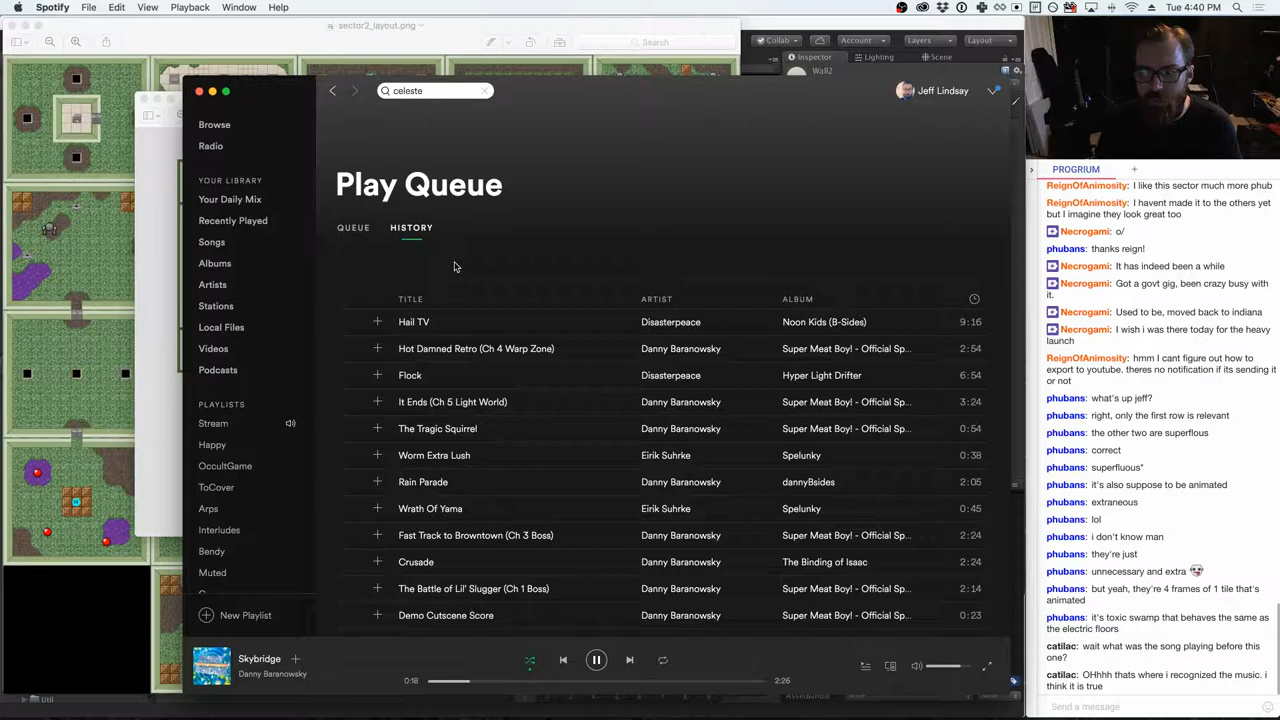 Spotify File Edit View Playback Window Help
Tue 4:40 PM
sector2_layout.png
Search
Collab Account Layers Layout
Inspector Lighting Scene
Wall2
celeste
Jeff Lindsay
Browse
Radio
YOUR LIBRARY
Your Daily Mix
Recently Played
Songs
Albums
Artists
Stations
Local Files
Videos
Podcasts
PLAYLISTS
Stream
Happy
OccultGame
ToCover
Arps
Interludes
Bendy
Muted
New Playlist
Play Queue
QUEUE HISTORY
TITLE ARTIST ALBUM
Hail TV Disasterpeace Noon Kids (B-Sides) 9:16
Hot Damned Retro (Ch 4 Warp Zone) Danny Baranowsky Super Meat Boy! - Official Sp... 2:54
Flock Disasterpeace Hyper Light Drifter 6:54
It Ends (Ch 5 Light World) Danny Baranowsky Super Meat Boy! - Official Sp... 3:24
The Tragic Squirrel Danny Baranowsky Super Meat Boy! - Official Sp... 0:54
Worm Extra Lush Eirik Suhrke Spelunky 0:38
Rain Parade Danny Baranowsky dannyBsides 2:05
Wrath Of Yama Eirik Suhrke Spelunky 0:45
Fast Track to Browntown (Ch 3 Boss) Danny Baranowsky Super Meat Boy! - Official Sp... 2:24
Crusade Danny Baranowsky The Binding of Isaac 2:24
The Battle of Lil' Slugger (Ch 1 Boss) Danny Baranowsky Super Meat Boy! - Official Sp... 2:14
Demo Cutscene Score Danny Baranowsky Super Meat Boy! - Official Sp... 0:23
Skybridge
Danny Baranowsky
0:18 2:26
Util
PROGRIUM
ReignOfAnimosity: I like this sector much more phub
ReignOfAnimosity: I havent made it to the others yet
but I imagine they look great too
Necrogami: o/
phubans: thanks reign!
Necrogami: It has indeed been a while
Necrogami: Got a govt gig, been crazy busy with
it.
Necrogami: Used to be, moved back to indiana
Necrogami: I wish i was there today for the heavy
launch
ReignOfAnimosity: hmm I cant figure out how to
export to youtube. theres no notification if its sending it
or not
phubans: what's up jeff?
phubans: right, only the first row is relevant
phubans: the other two are superflous
phubans: correct
phubans: superfluous*
phubans: it's also suppose to be animated
phubans: extraneous
phubans: lol
phubans: i don't know man
phubans: they're just
phubans: unnecessary and extra
phubans: but yeah, they're 4 frames of 1 tile that's
animated
phubans: it's toxic swamp that behaves the same as
the electric floors
catilac: wait what was the song playing before this
one?
catilac: OHhhh thats where i recognized the music. i
think it is true
Send a message